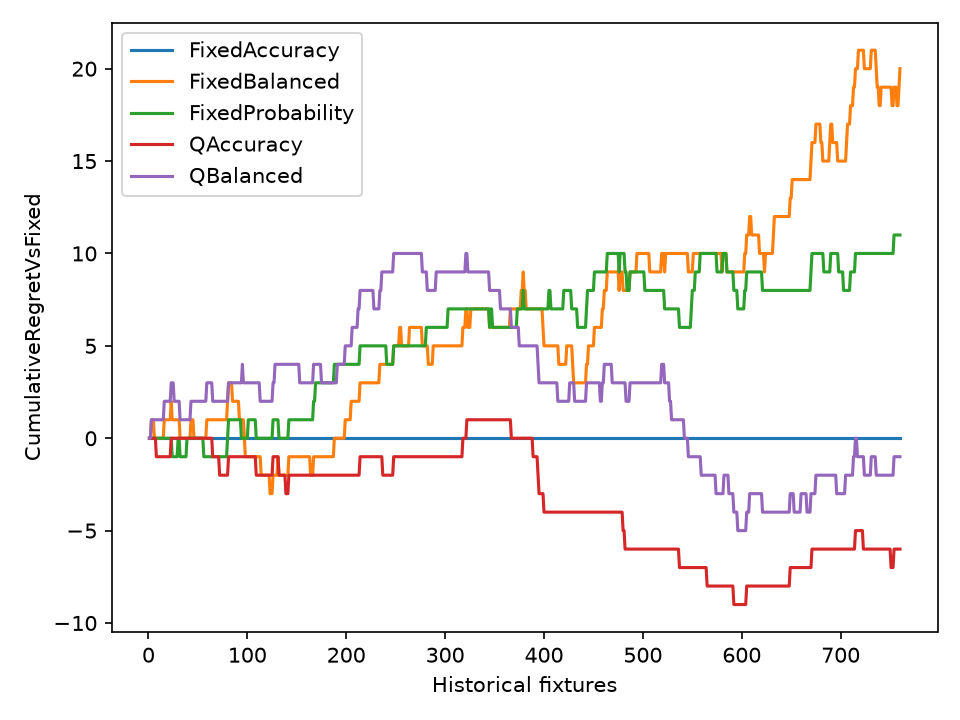 FixedAccuracy
FixedBalanced
FixedProbability
QAccuracy
QBalanced
CumulativeRegretVsFixed
20
15
10
5
0
−5
−10
0 100 200 300 400 500 600 700
Historical fixtures